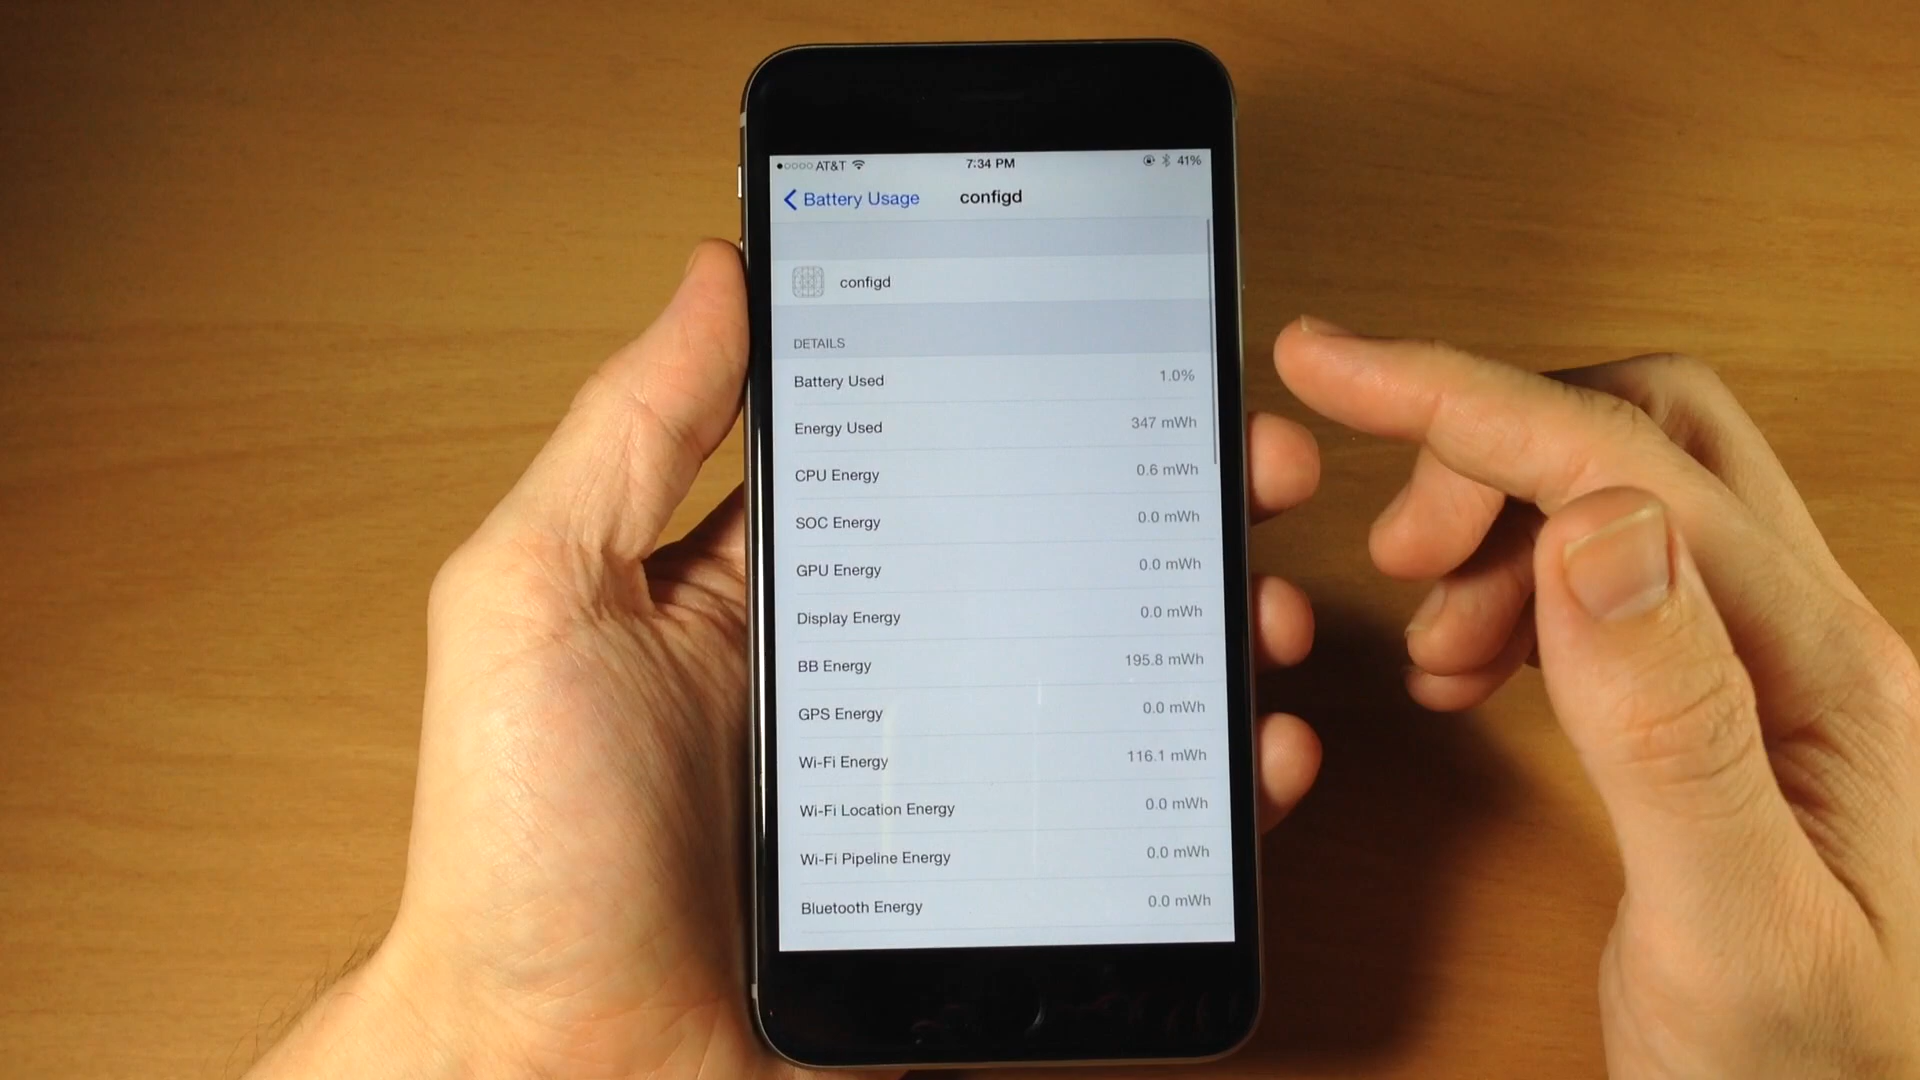 AT&T 7:34 PM 41%
Battery Usage configd
configd
DETAILS
Battery Used 1.0%
Energy Used 347 mWh
CPU Energy 0.6 mWh
SOC Energy 0.0 mWh
GPU Energy 0.0 mWh
Display Energy 0.0 mWh
BB Energy 195.8 mWh
GPS Energy 0.0 mWh
Wi-Fi Energy 116.1 mWh
Wi-Fi Location Energy 0.0 mWh
Wi-Fi Pipeline Energy 0.0 mWh
Bluetooth Energy 0.0 mWh